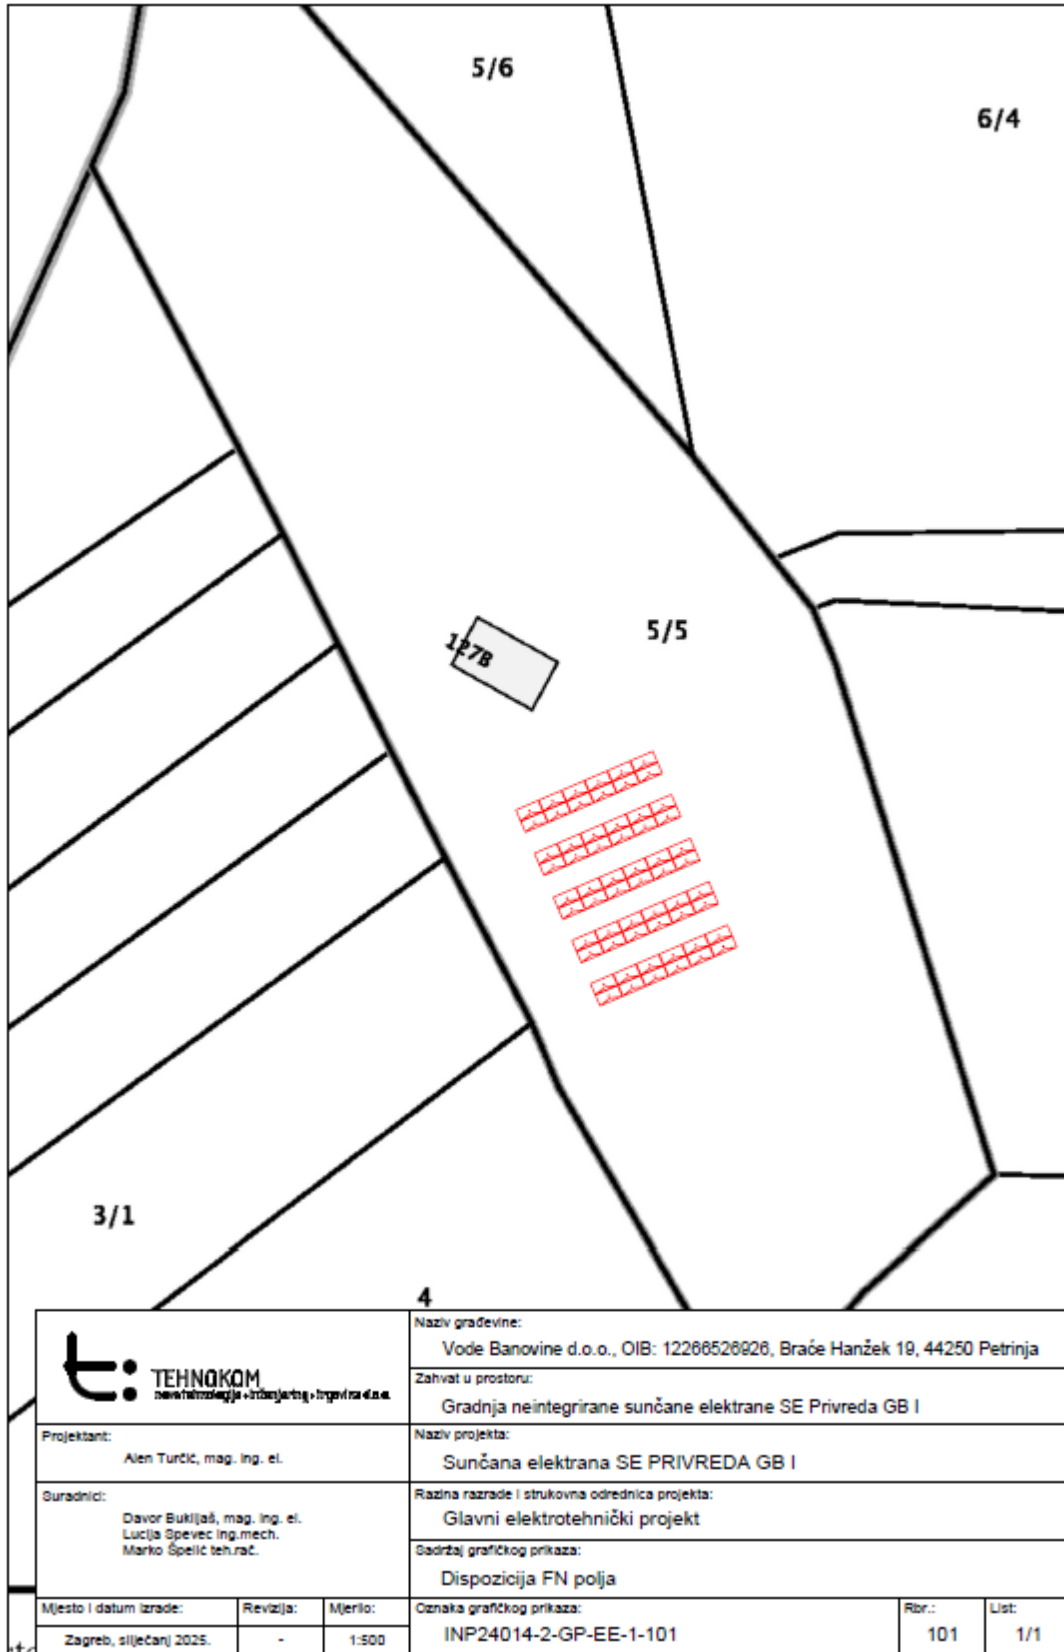 5/6
6/4
5/5
127B
3/1
4
TEHNOKOM
Naziv građevine:
Vode Banovine d.o.o., OIB: 12266526926, Braće Hanžek 19, 44250 Petrinja
Zahvat u prostoru:
Gradnja neintegrirane sunčane elektrane SE Privreda GB I
Projektant:
Alen Turčić, mag. ing. el.
Naziv projekta:
Sunčana elektrana SE PRIVREDA GB I
Suradnici:
Davor Bukljaš, mag. ing. el.
Lucija Spevec ing.mech.
Marko Špelić teh.rač.
Razina razrade i strukovna odrednica projekta:
Glavni elektrotehnički projekt
Sadržaj grafičkog prikaza:
Dispozicija FN polja
Mjesto i datum izrade:
Zagreb, siječanj 2025.
Revizija:
-
Mjerilo:
1:500
Oznaka grafičkog prikaza:
INP24014-2-GP-EE-1-101
Rbr.:
101
List:
1/1